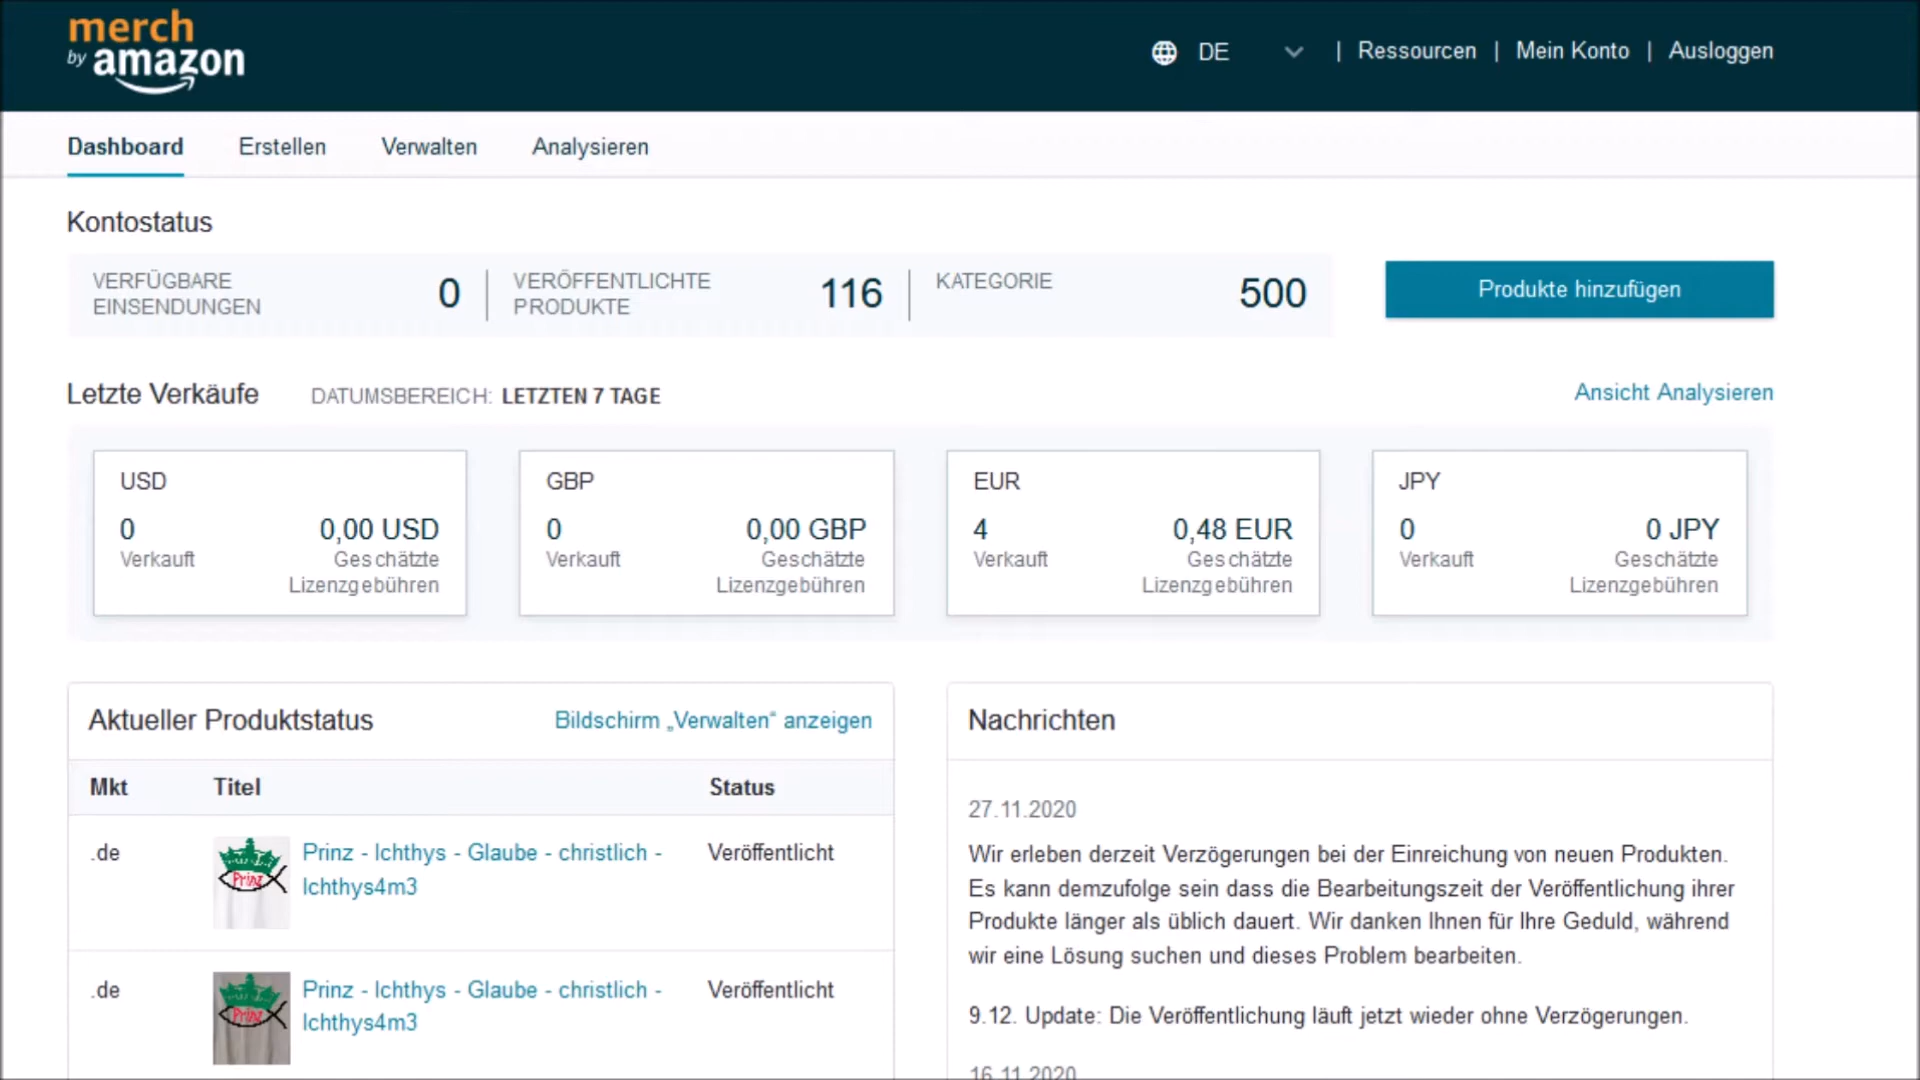 merch
by amazon
DE | Ressourcen | Mein Konto | Ausloggen
Dashboard Erstellen Verwalten Analysieren
Kontostatus
VERFÜGBARE
EINSENDUNGEN
0
VERÖFFENTLICHTE
PRODUKTE
116
KATEGORIE
500
Produkte hinzufügen
Letzte Verkäufe DATUMSBEREICH: LETZTEN 7 TAGE Ansicht Analysieren
USD
0 0,00 USD
Verkauft Geschätzte
Lizenzgebühren
GBP
0 0,00 GBP
Verkauft Geschätzte
Lizenzgebühren
EUR
4 0,48 EUR
Verkauft Geschätzte
Lizenzgebühren
JPY
0 0 JPY
Verkauft Geschätzte
Lizenzgebühren
Aktueller Produktstatus Bildschirm „Verwalten“ anzeigen
Mkt Titel Status
.de Prinz Prinz - Ichthys - Glaube - christlich - Veröffentlicht
Ichthys4m3
.de Prinz Prinz - Ichthys - Glaube - christlich - Veröffentlicht
Ichthys4m3
Nachrichten
27.11.2020
Wir erleben derzeit Verzögerungen bei der Einreichung von neuen Produkten.
Es kann demzufolge sein dass die Bearbeitungszeit der Veröffentlichung ihrer
Produkte länger als üblich dauert. Wir danken Ihnen für Ihre Geduld, während
wir eine Lösung suchen und dieses Problem bearbeiten.
9.12. Update: Die Veröffentlichung läuft jetzt wieder ohne Verzögerungen.
16.11.2020